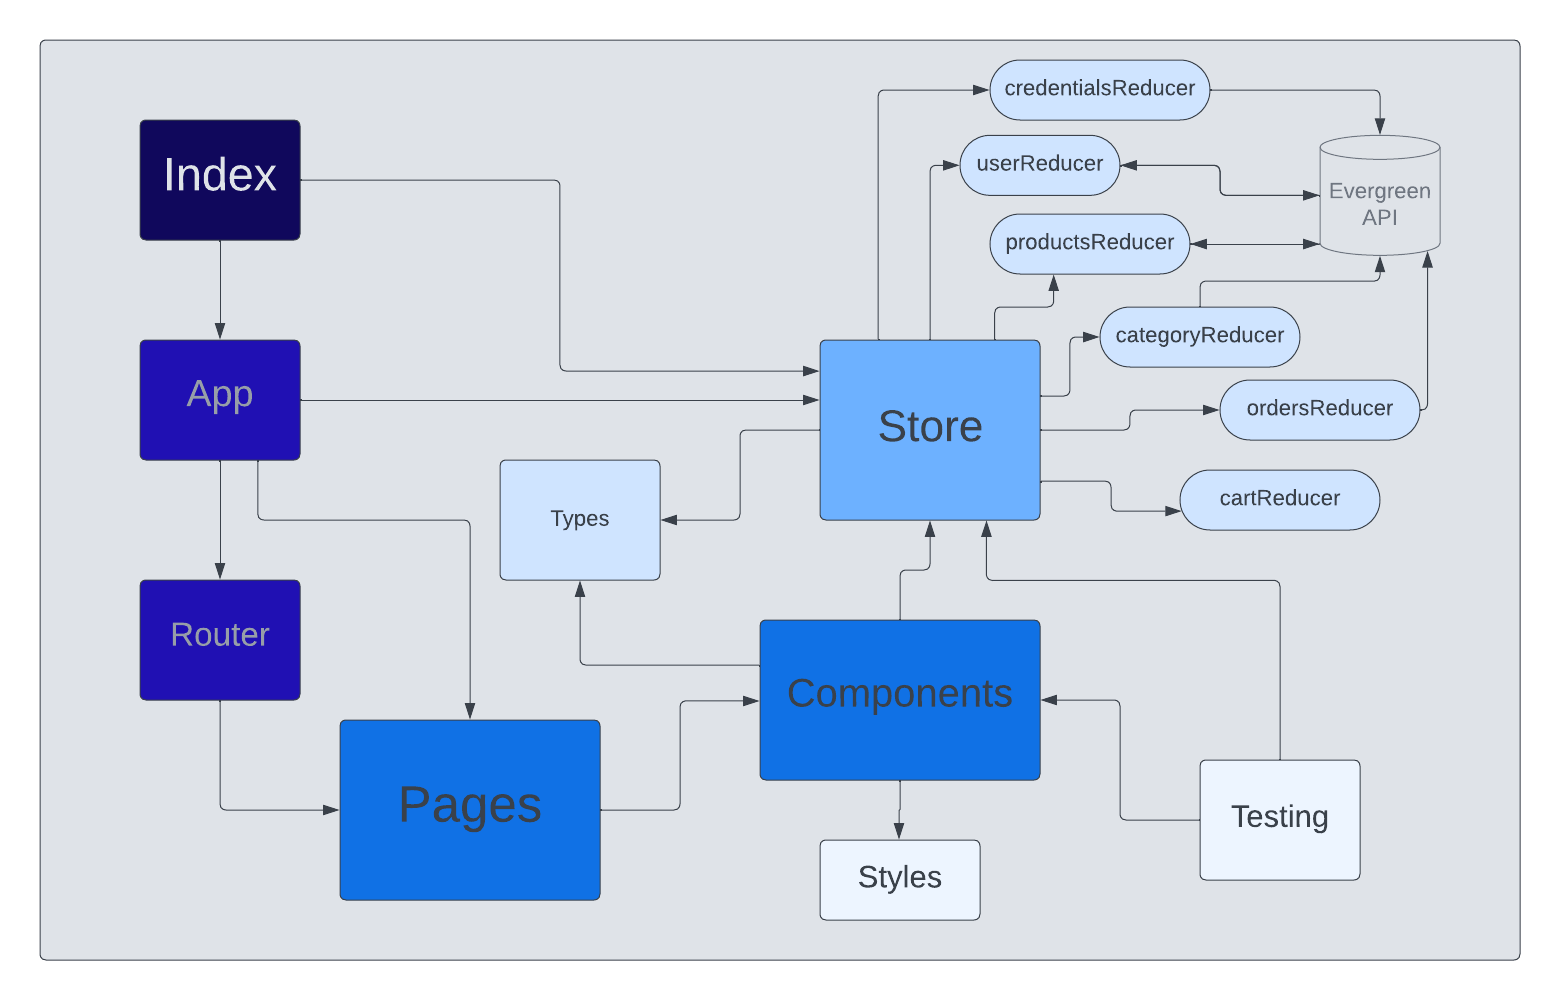 credentialsReducer
Index
userReducer
Evergreen
API
productsReducer
categoryReducer
App
ordersReducer
Store
cartReducer
Types
Router
Components
Pages
Testing
Styles